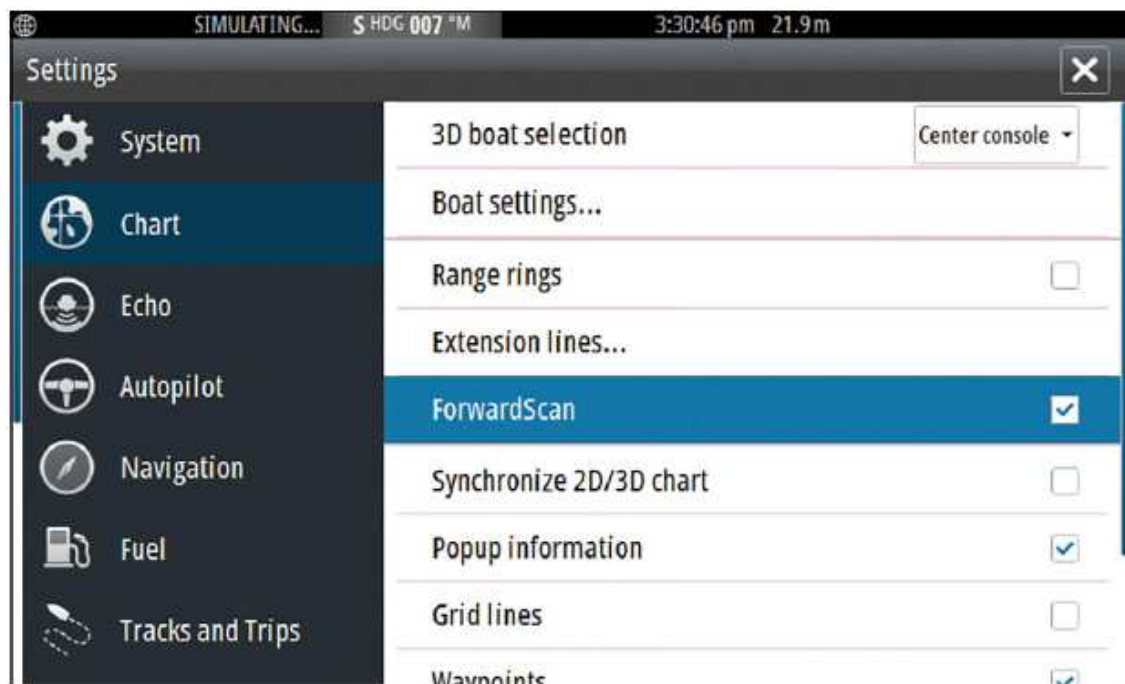 SIMULATING... S HDG 007 °M 3:30:46 pm 21.9 m
Settings
System
Chart
Echo
Autopilot
Navigation
Fuel
Tracks and Trips
3D boat selection Center console
Boat settings...
Range rings
Extension lines...
ForwardScan
Synchronize 2D/3D chart
Popup information
Grid lines
Waypoints